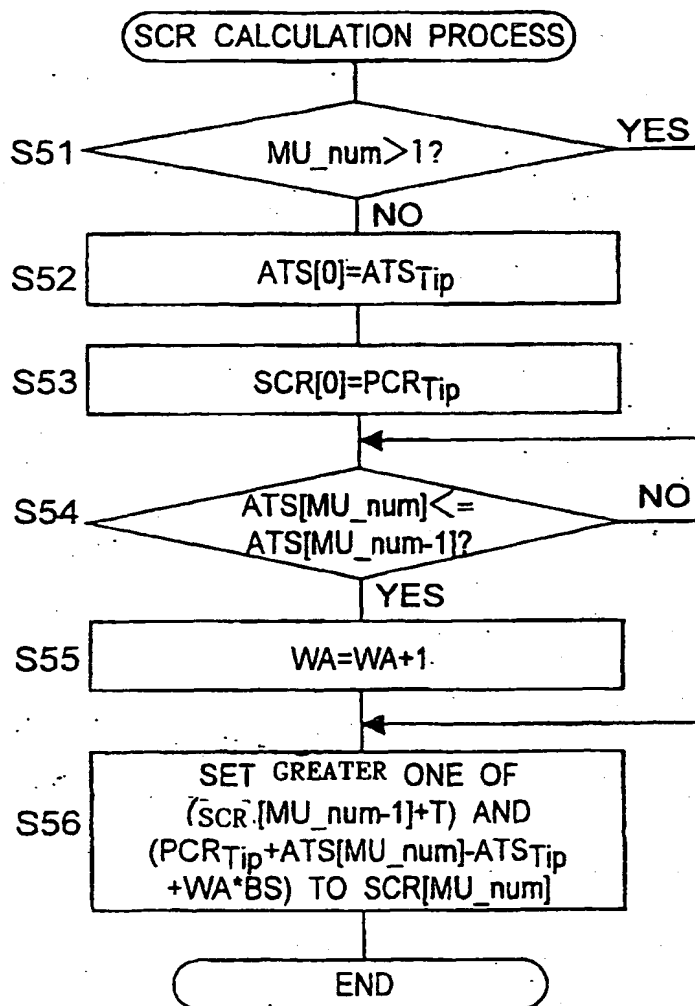 SCR CALCULATION PROCESS
S51
MU_num>1?
YES
NO
S52
ATS[0]=ATSTip
S53
SCR[0]=PCRTip
S54
ATS[MU_num]<=
ATS[MU_num-1]?
NO
YES
S55
WA=WA+1
S56
SET GREATER ONE OF
(SCR [MU_num-1]+T) AND
(PCRTip+ATS[MU_num]-ATSTip
+WA*BS) TO SCR[MU_num]
END